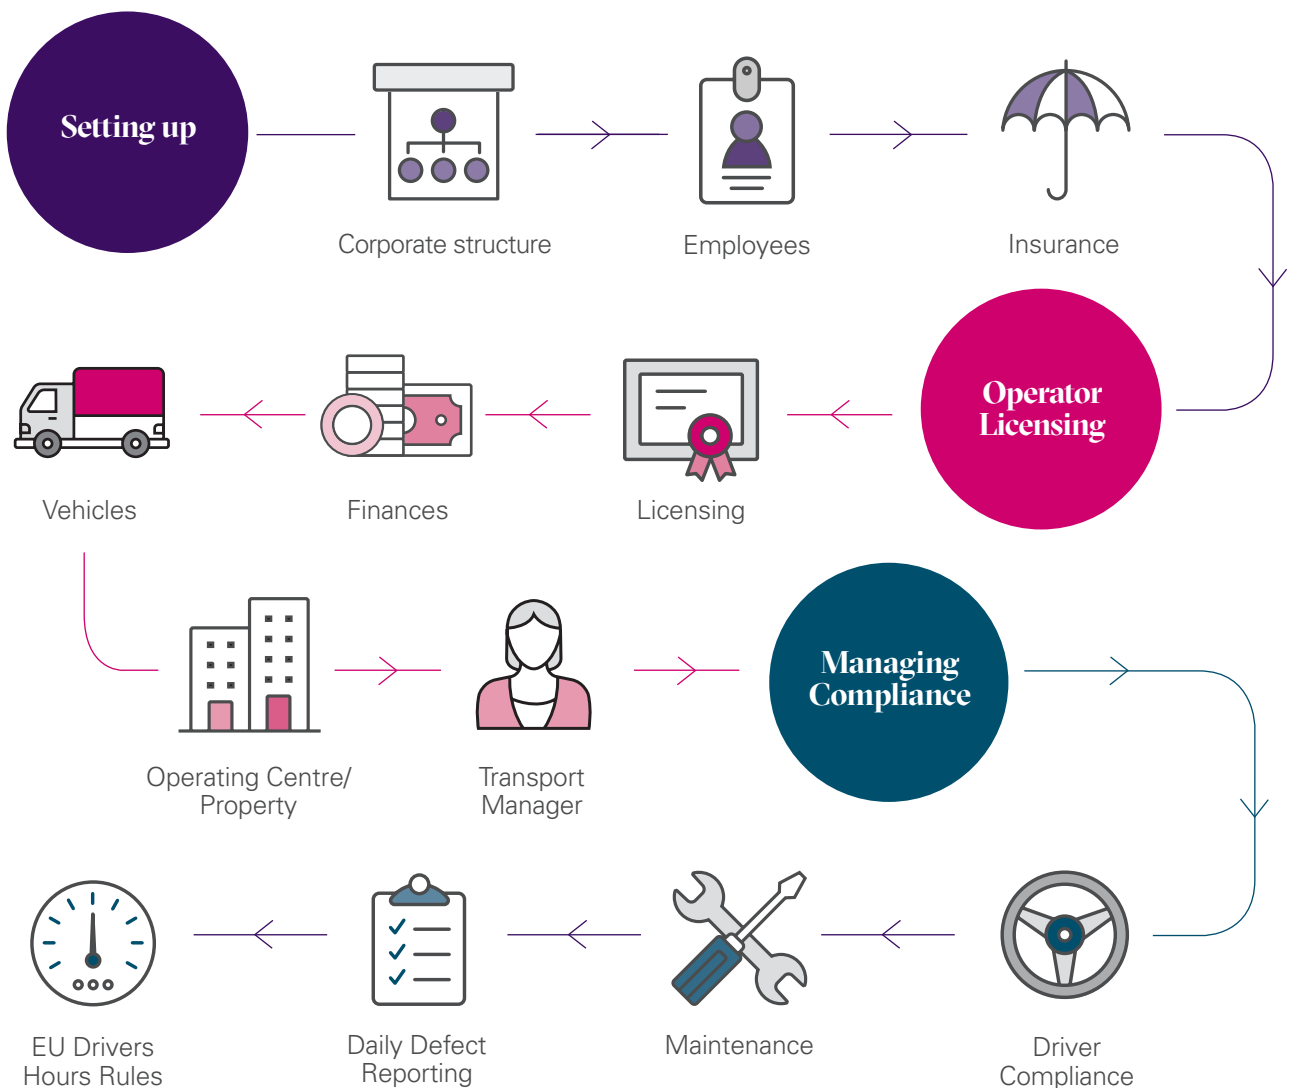 Setting up
Corporate structure
Employees
Insurance
Operator
Licensing
Licensing
Finances
Vehicles
Operating Centre/
Property
Transport
Manager
Managing
Compliance
Driver
Compliance
Maintenance
Daily Defect
Reporting
EU Drivers
Hours Rules